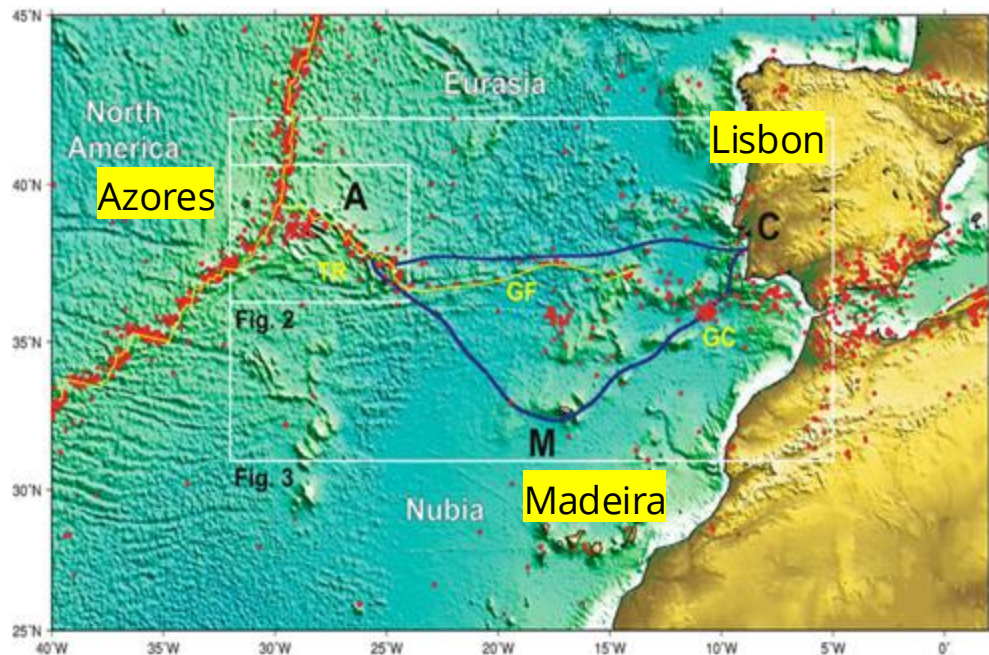 45°N
Eurasia
North
America
Lisbon
40°N
Azores
A
C
TR
GF
Fig. 2
35°N
GC
M
Fig. 3
30°N
Madeira
Nubia
25°N
40°W
35°W
30°W
25°W
20°W
15°W
10°W
5°W
0°